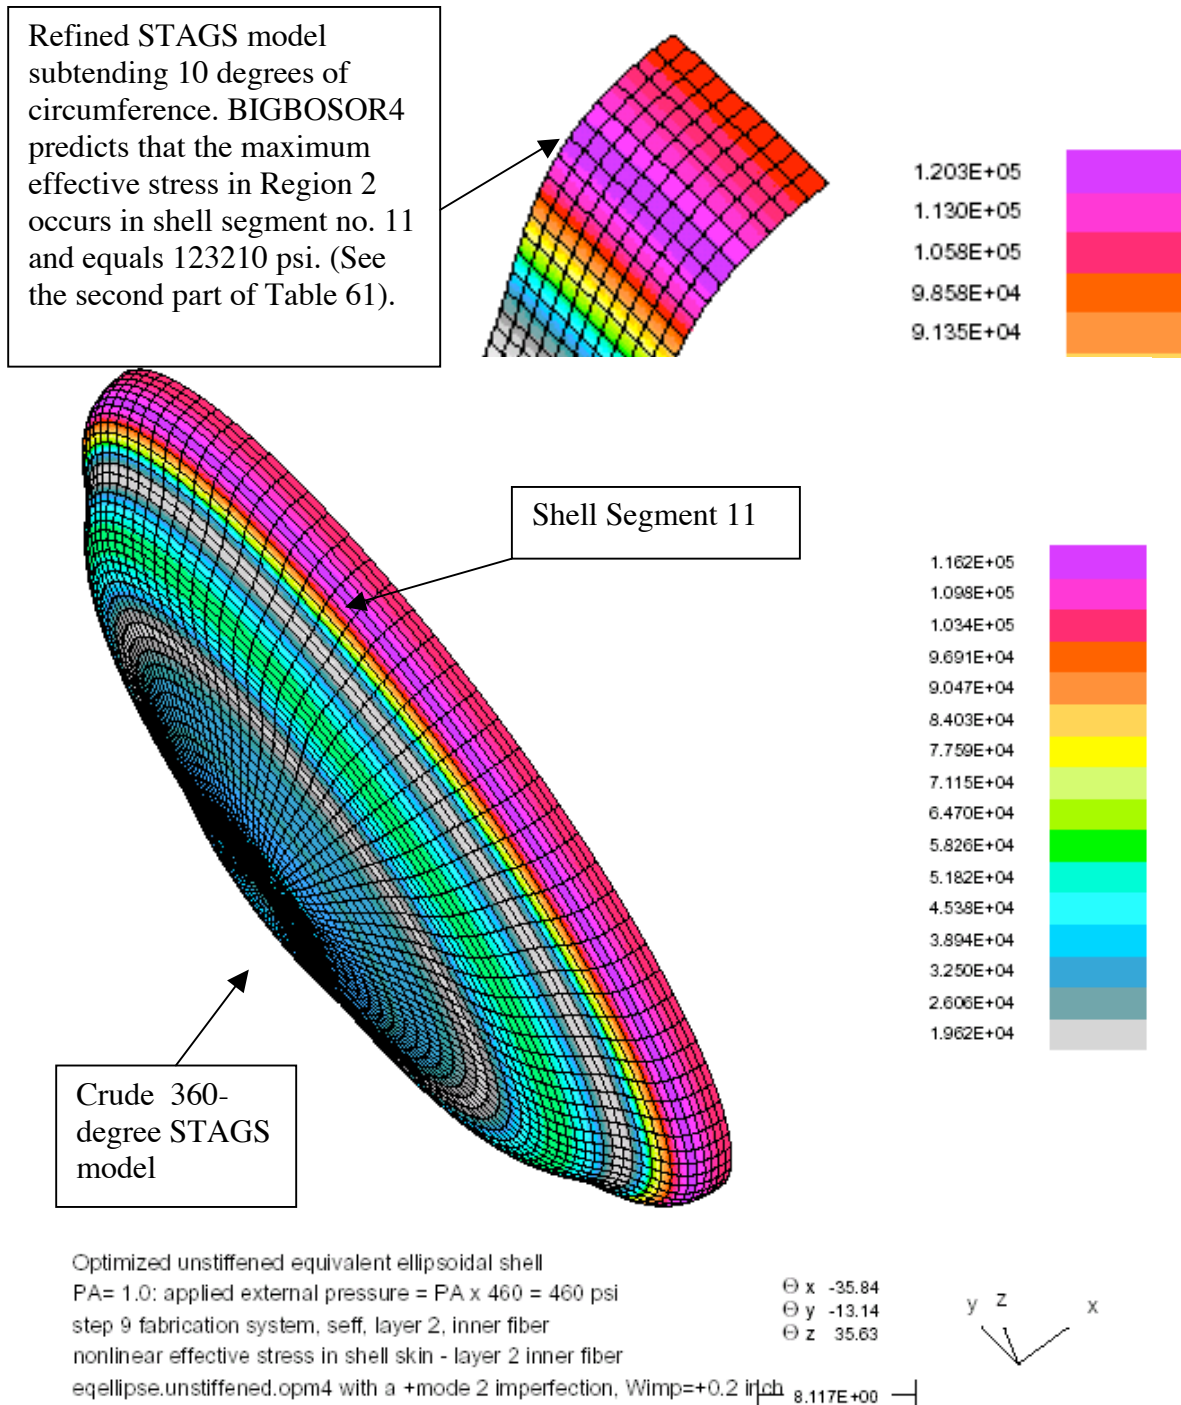 Refined STAGS model
subtending 10 degrees of
circumference. BIGBOSOR4
predicts that the maximum
effective stress in Region 2
occurs in shell segment no. 11
and equals 123210 psi. (See
the second part of Table 61).
1.203E+05
1.130E+05
1.058E+05
9.858E+04
9.135E+04
Shell Segment 11
1.162E+05
1.098E+05
1.034E+05
9.691E+04
9.047E+04
8.403E+04
7.759E+04
7.115E+04
6.470E+04
5.826E+04
5.182E+04
4.538E+04
3.894E+04
3.250E+04
2.606E+04
1.962E+04
Crude 360-
degree STAGS
model
Optimized unstiffened equivalent ellipsoidal shell
PA= 1.0: applied external pressure = PA x 460 = 460 psi
step 9 fabrication system, seff, layer 2, inner fiber
nonlinear effective stress in shell skin - layer 2 inner fiber
eqellipse.unstiffened.opm4 with a +mode 2 imperfection, Wimp=+0.2 inch
Θ x -35.84
Θ y -13.14
Θ z 35.63
y z x
8.117E+00